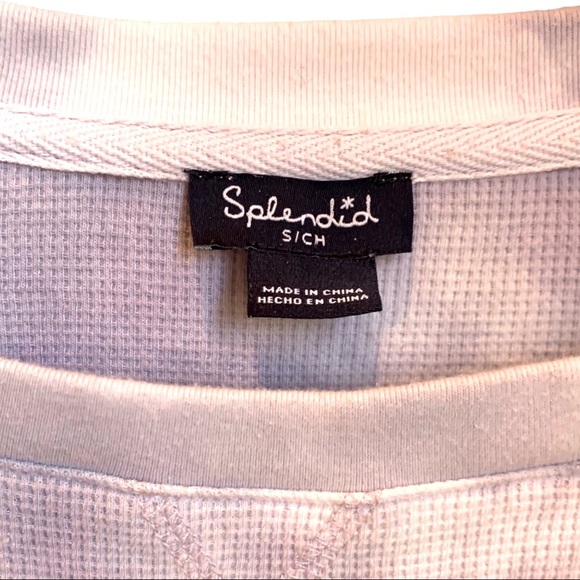 Splendid
S/CH
MADE IN CHINA
HECHO EN CHINA